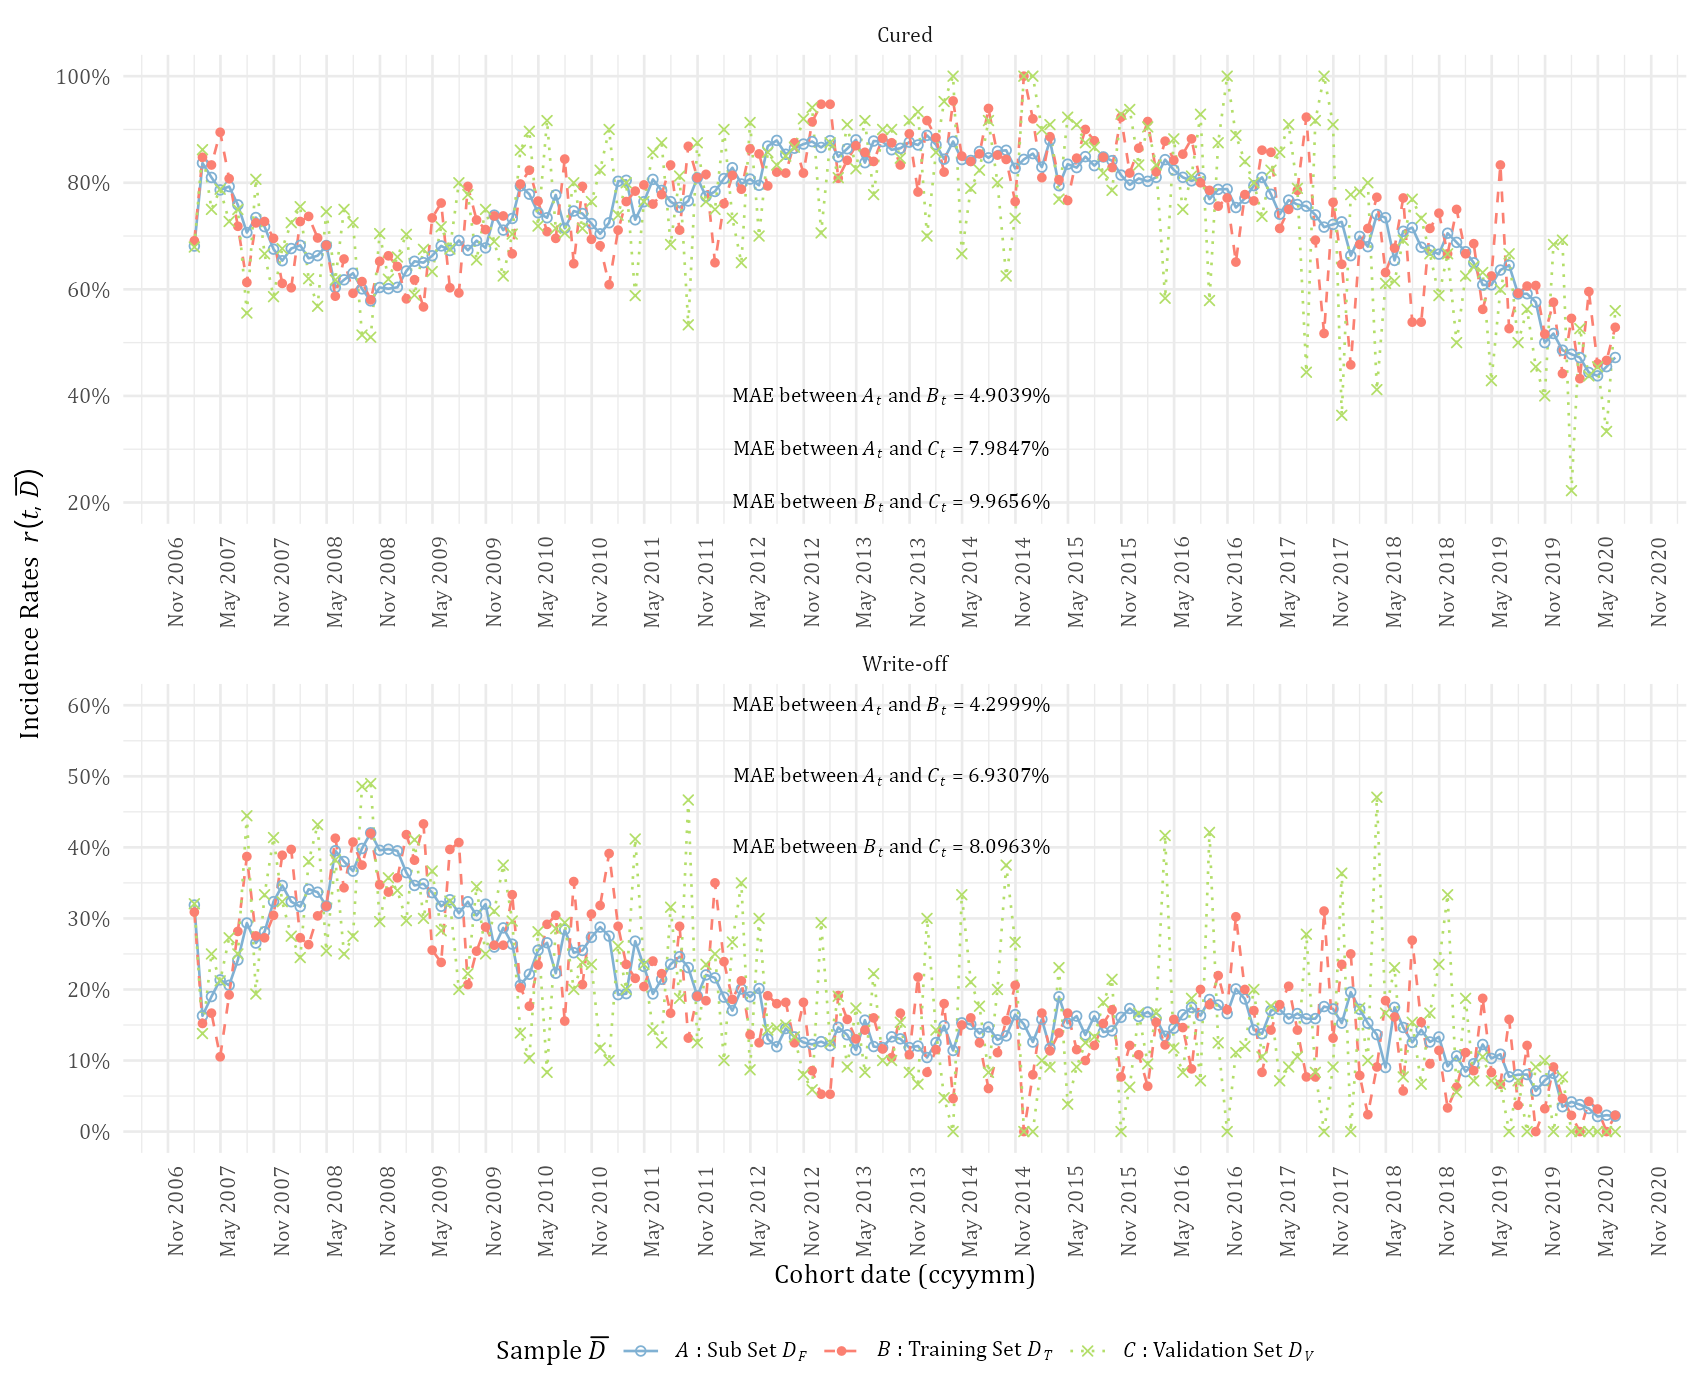 Cured
100%
80%
60%
40%
20%
MAE between A_t and B_t = 4.9039%
MAE between A_t and C_t = 7.9847%
MAE between B_t and C_t = 9.9656%
Nov 2006
May 2007
Nov 2007
May 2008
Nov 2008
May 2009
Nov 2009
May 2010
Nov 2010
May 2011
Nov 2011
May 2012
Nov 2012
May 2013
Nov 2013
May 2014
Nov 2014
May 2015
Nov 2015
May 2016
Nov 2016
May 2017
Nov 2017
May 2018
Nov 2018
May 2019
Nov 2019
May 2020
Nov 2020
Incidence Rates r(t, D̅)
Write-off
60%
50%
40%
30%
20%
10%
0%
MAE between A_t and B_t = 4.2999%
MAE between A_t and C_t = 6.9307%
MAE between B_t and C_t = 8.0963%
Nov 2006
May 2007
Nov 2007
May 2008
Nov 2008
May 2009
Nov 2009
May 2010
Nov 2010
May 2011
Nov 2011
May 2012
Nov 2012
May 2013
Nov 2013
May 2014
Nov 2014
May 2015
Nov 2015
May 2016
Nov 2016
May 2017
Nov 2017
May 2018
Nov 2018
May 2019
Nov 2019
May 2020
Nov 2020
Cohort date (ccyymm)
Sample D̅ A : Sub Set D_F B : Training Set D_T C : Validation Set D_V